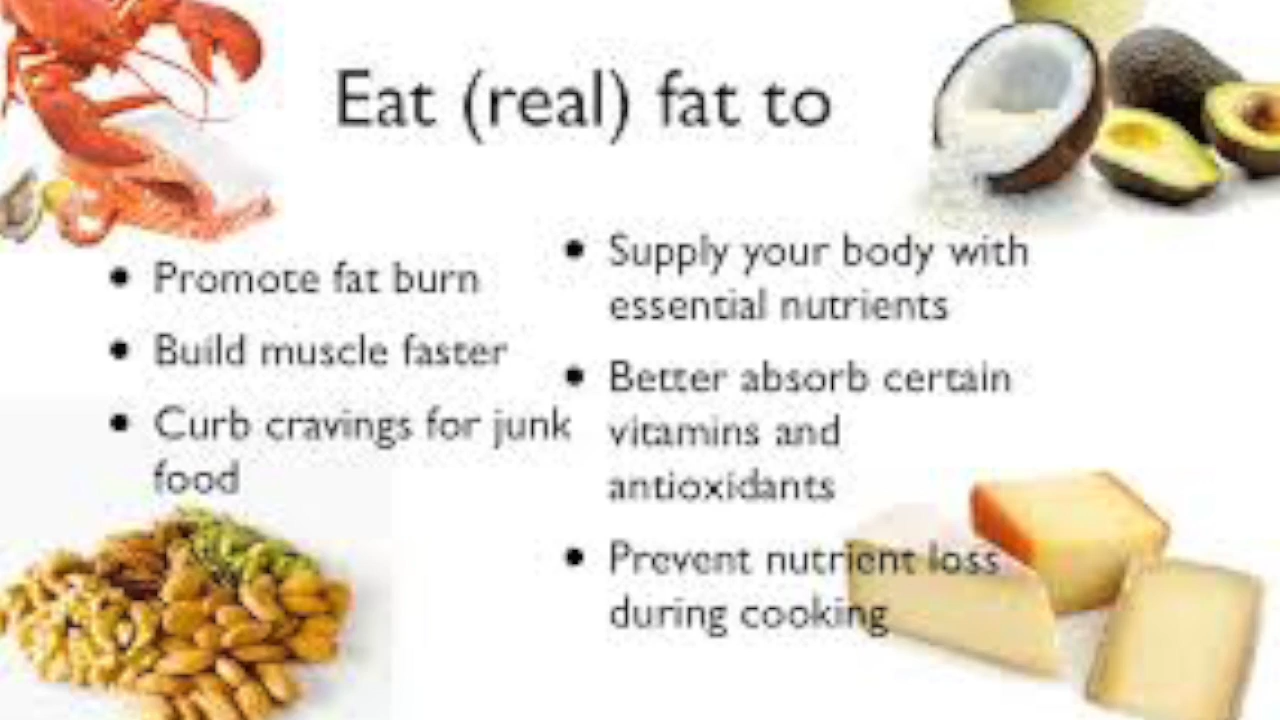 Eat (real) fat to
• Promote fat burn
• Build muscle faster
• Curb cravings for junk
food
• Supply your body with
essential nutrients
• Better absorb certain
vitamins and
antioxidants
• Prevent nutrient loss
during cooking